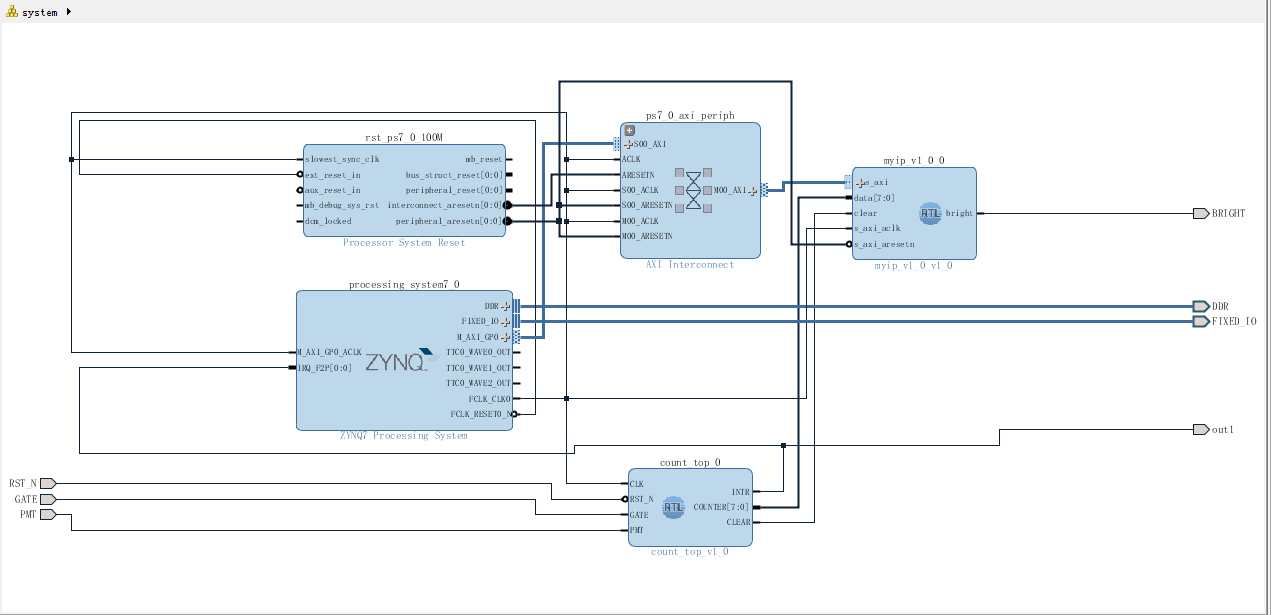 system
rst_ps7_0_100M
slowest_sync_clk
ext_reset_in
aux_reset_in
mb_debug_sys_rst
dcm_locked
mb_reset
bus_struct_reset[0:0]
peripheral_reset[0:0]
interconnect_aresetn[0:0]
peripheral_aresetn[0:0]
Processor System Reset
ps7_0_axi_periph
S00_AXI
ACLK
ARESETN
S00_ACLK
S00_ARESETN
M00_ACLK
M00_ARESETN
M00_AXI
AXI Interconnect
myip_v1_0_0
s_axi
data[7:0]
clear
s_axi_aclk
s_axi_aresetn
RTL
bright
myip_v1_0_v1_0
BRIGHT
processing_system7_0
M_AXI_GP0_ACLK
IRQ_F2P[0:0]
ZYNQ
DDR
FIXED_IO
M_AXI_GP0
TTC0_WAVE0_OUT
TTC0_WAVE1_OUT
TTC0_WAVE2_OUT
FCLK_CLK0
FCLK_RESET0_N
ZYNQ7 Processing System
DDR
FIXED_IO
out1
RST_N
GATE
PMT
count_top_0
CLK
RST_N
GATE
PMT
RTL
INTR
COUNTER[7:0]
CLEAR
count_top_v1_0